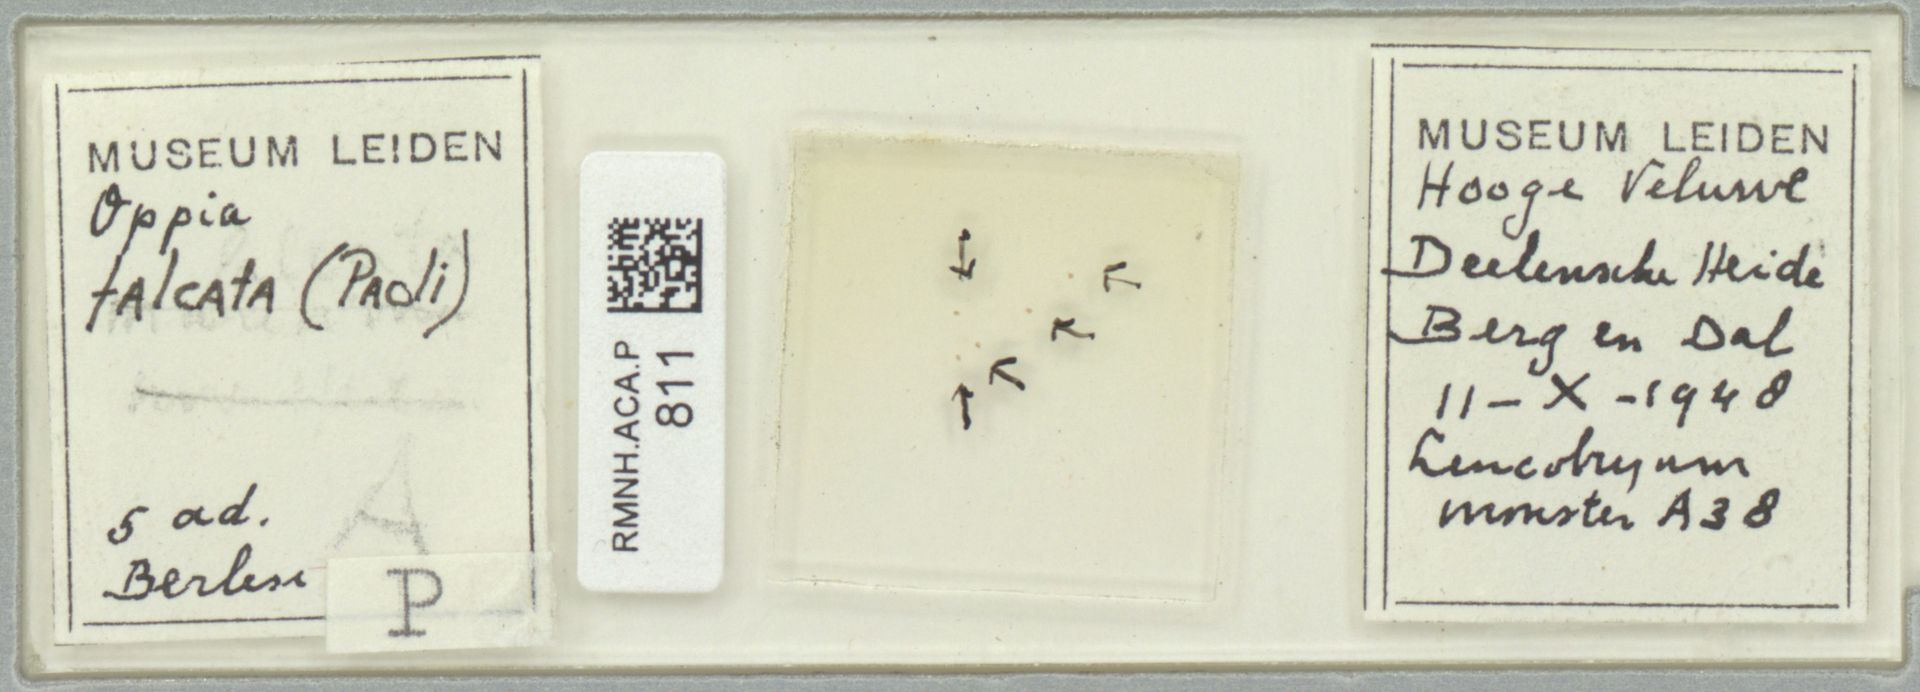 MUSEUM LEIDEN
Oppia
falcata (Paoli)
5 ad.
Berlese
A
P
RMNH.ACA.P
811
MUSEUM LEIDEN
Hooge Veluwe
Deelensche Heide
Berg en Dal
11-X-1948
Leucobryum
monster A38